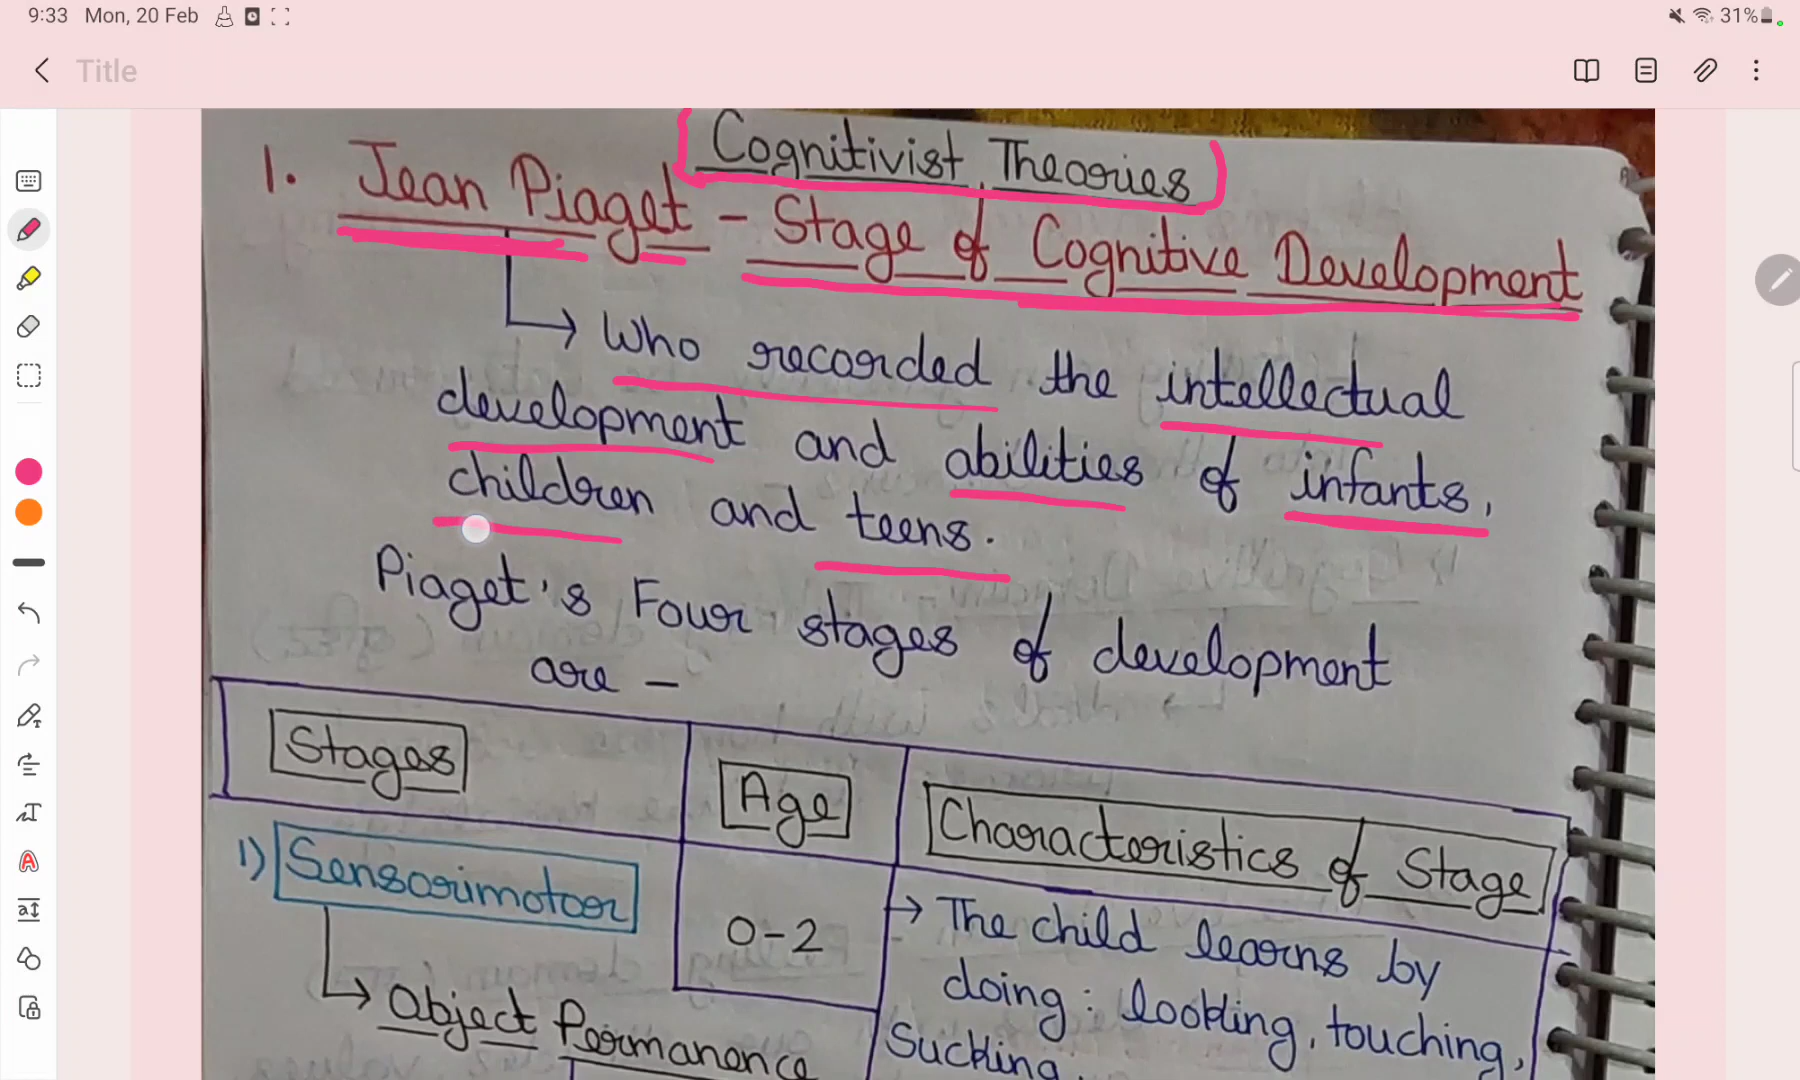 9:33 Mon, 20 Feb 31%
Title
Cognitivist Theories
1. Jean Piaget - Stage of Cognitive Development
→ Who recorded the intellectual
development and abilities of infants,
children and teens.
Piaget's Four stages of development
are -
Stages Age Characteristics of Stage
1) Sensorimotor 0-2 → The child learns by
doing: looking, touching,
Sucking.
→ Object Permanence